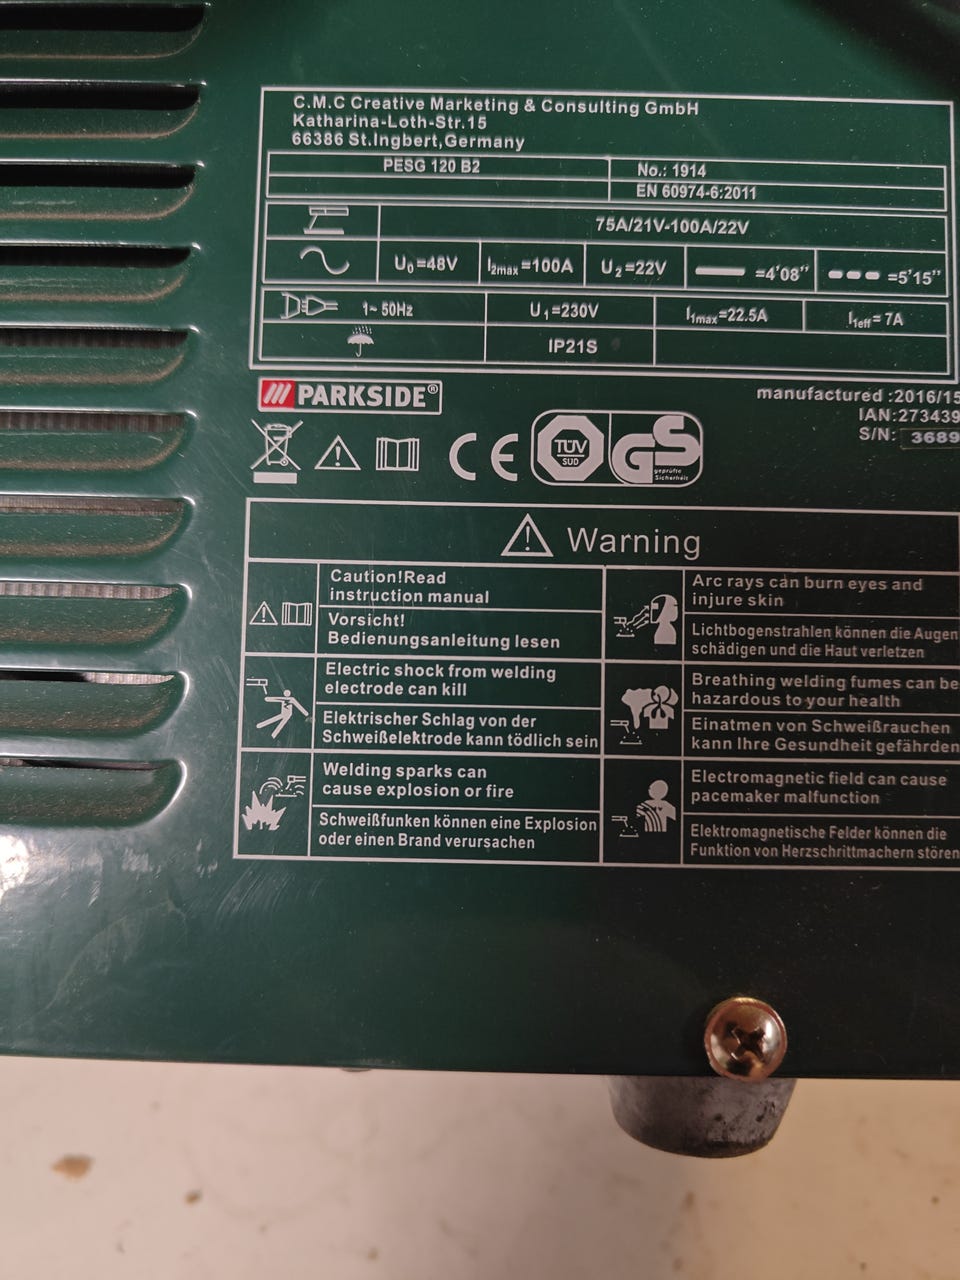 C.M.C Creative Marketing & Consulting GmbH
Katharina-Loth-Str.15
66386 St.Ingbert,Germany
PESG 120 B2
No.: 1914
EN 60974-6:2011
75A/21V-100A/22V
U0=48V
I2max=100A
U2=22V
=4'08"
=5'15"
1~ 50Hz
U1=230V
I1max=22.5A
I1eff=7A
IP21S
PARKSIDE®
manufactured :2016/15
IAN:273439
S/N: 3689
CE
TÜV
SÜD
GS
geprüfte
Sicherheit
Warning
Caution!Read
instruction manual
Vorsicht!
Bedienungsanleitung lesen
Arc rays can burn eyes and
injure skin
Lichtbogenstrahlen können die Augen
schädigen und die Haut verletzen
Electric shock from welding
electrode can kill
Elektrischer Schlag von der
Schweißelektrode kann tödlich sein
Breathing welding fumes can be
hazardous to your health
Einatmen von Schweißrauchen
kann Ihre Gesundheit gefährden
Welding sparks can
cause explosion or fire
Schweißfunken können eine Explosion
oder einen Brand verursachen
Electromagnetic field can cause
pacemaker malfunction
Elektromagnetische Felder können die
Funktion von Herzschrittmachern stören